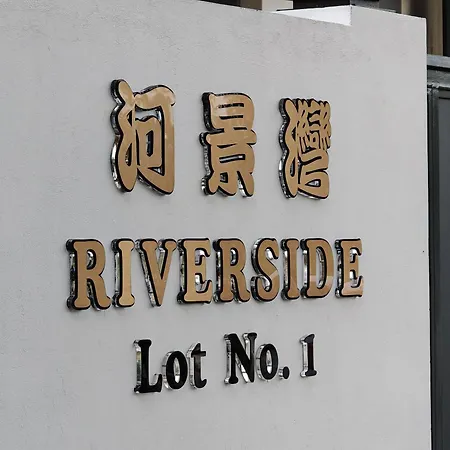 河景灣
RIVERSIDE
Lot No. 1